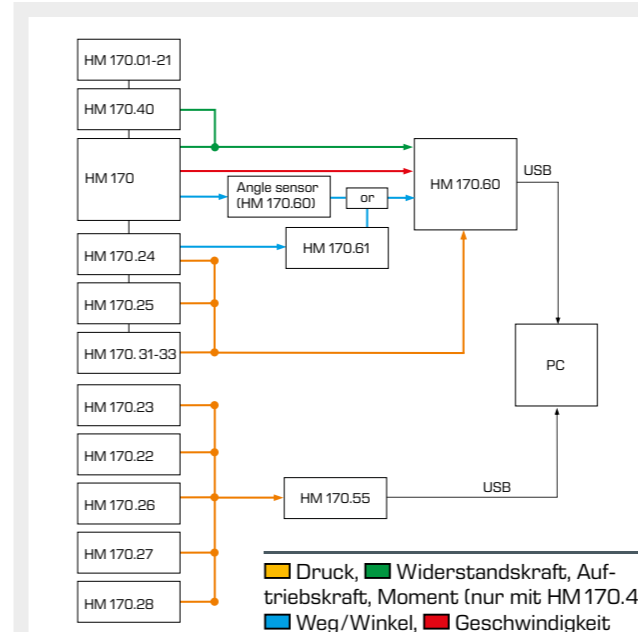 HM 170.01-21
HM 170.40
HM 170
HM 170.60
USB
Angle sensor
(HM 170.60)
or
HM 170.61
HM 170.24
HM 170.25
HM 170.31-33
PC
HM 170.23
HM 170.22
HM 170.26
HM 170.55
USB
HM 170.27
HM 170.28
Druck, Widerstandskraft, Auf-
triebskraft, Moment (nur mit HM 170.4
Weg/Winkel, Geschwindigkeit